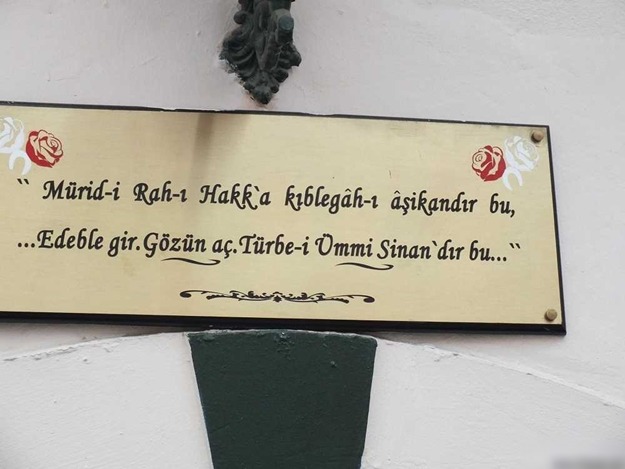 " Mürid-i Rah-ı Hakk`a kıblegâh-ı âşikandır bu,
...Edeble gir.Gözün aç.Türbe-i Ümmi Sinan`dır bu..."